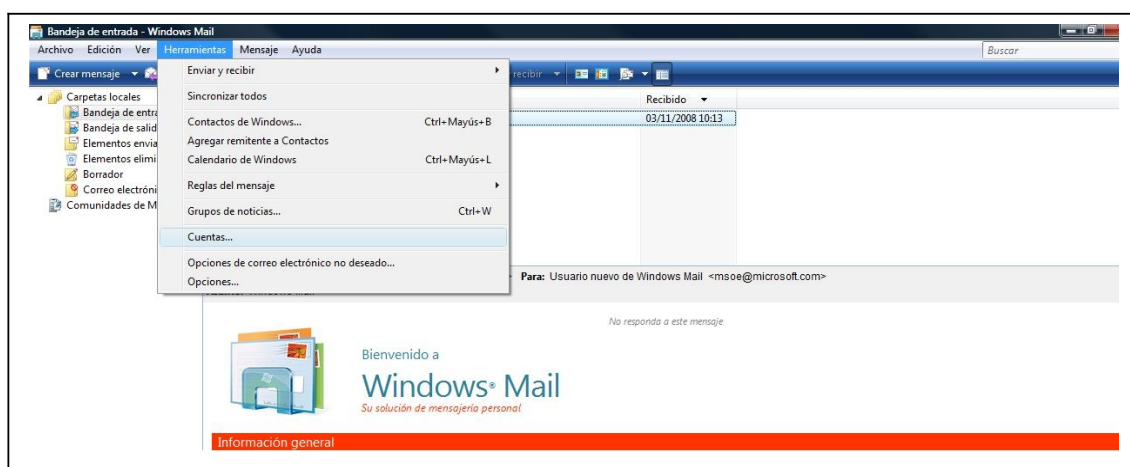 Bandeja de entrada - Windows Mail
Archivo Edición Ver Herramientas Mensaje Ayuda
Buscar
Crear mensaje
recibir
Enviar y recibir
Sincronizar todos
Contactos de Windows... Ctrl+Mayús+B
Agregar remitente a Contactos
Calendario de Windows Ctrl+Mayús+L
Reglas del mensaje
Grupos de noticias... Ctrl+W
Cuentas...
Opciones de correo electrónico no deseado...
Opciones...
Carpetas locales
Bandeja de entra
Bandeja de salid
Elementos envia
Elementos elimi
Borrador
Correo electróni
Comunidades de M
Recibido
03/11/2008 10:13
Para: Usuario nuevo de Windows Mail <msoe@microsoft.com>
No responda a este mensaje
Bienvenido a
Windows® Mail
Su solución de mensajería personal
Información general